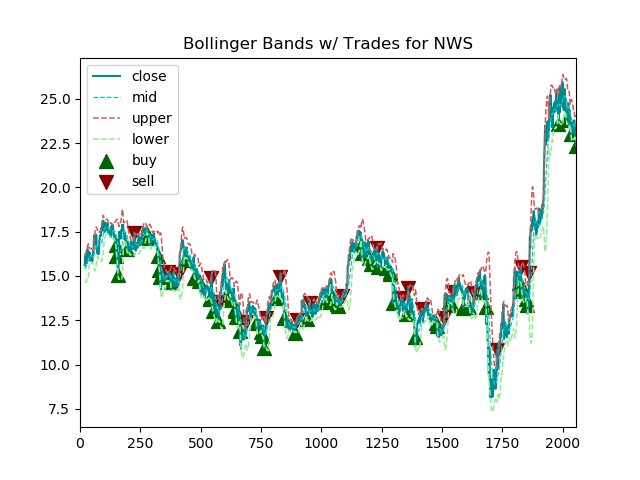 Bollinger Bands w/ Trades for NWS
close
mid
upper
lower
buy
sell
25.0
22.5
20.0
17.5
15.0
12.5
10.0
7.5
0 250 500 750 1000 1250 1500 1750 2000